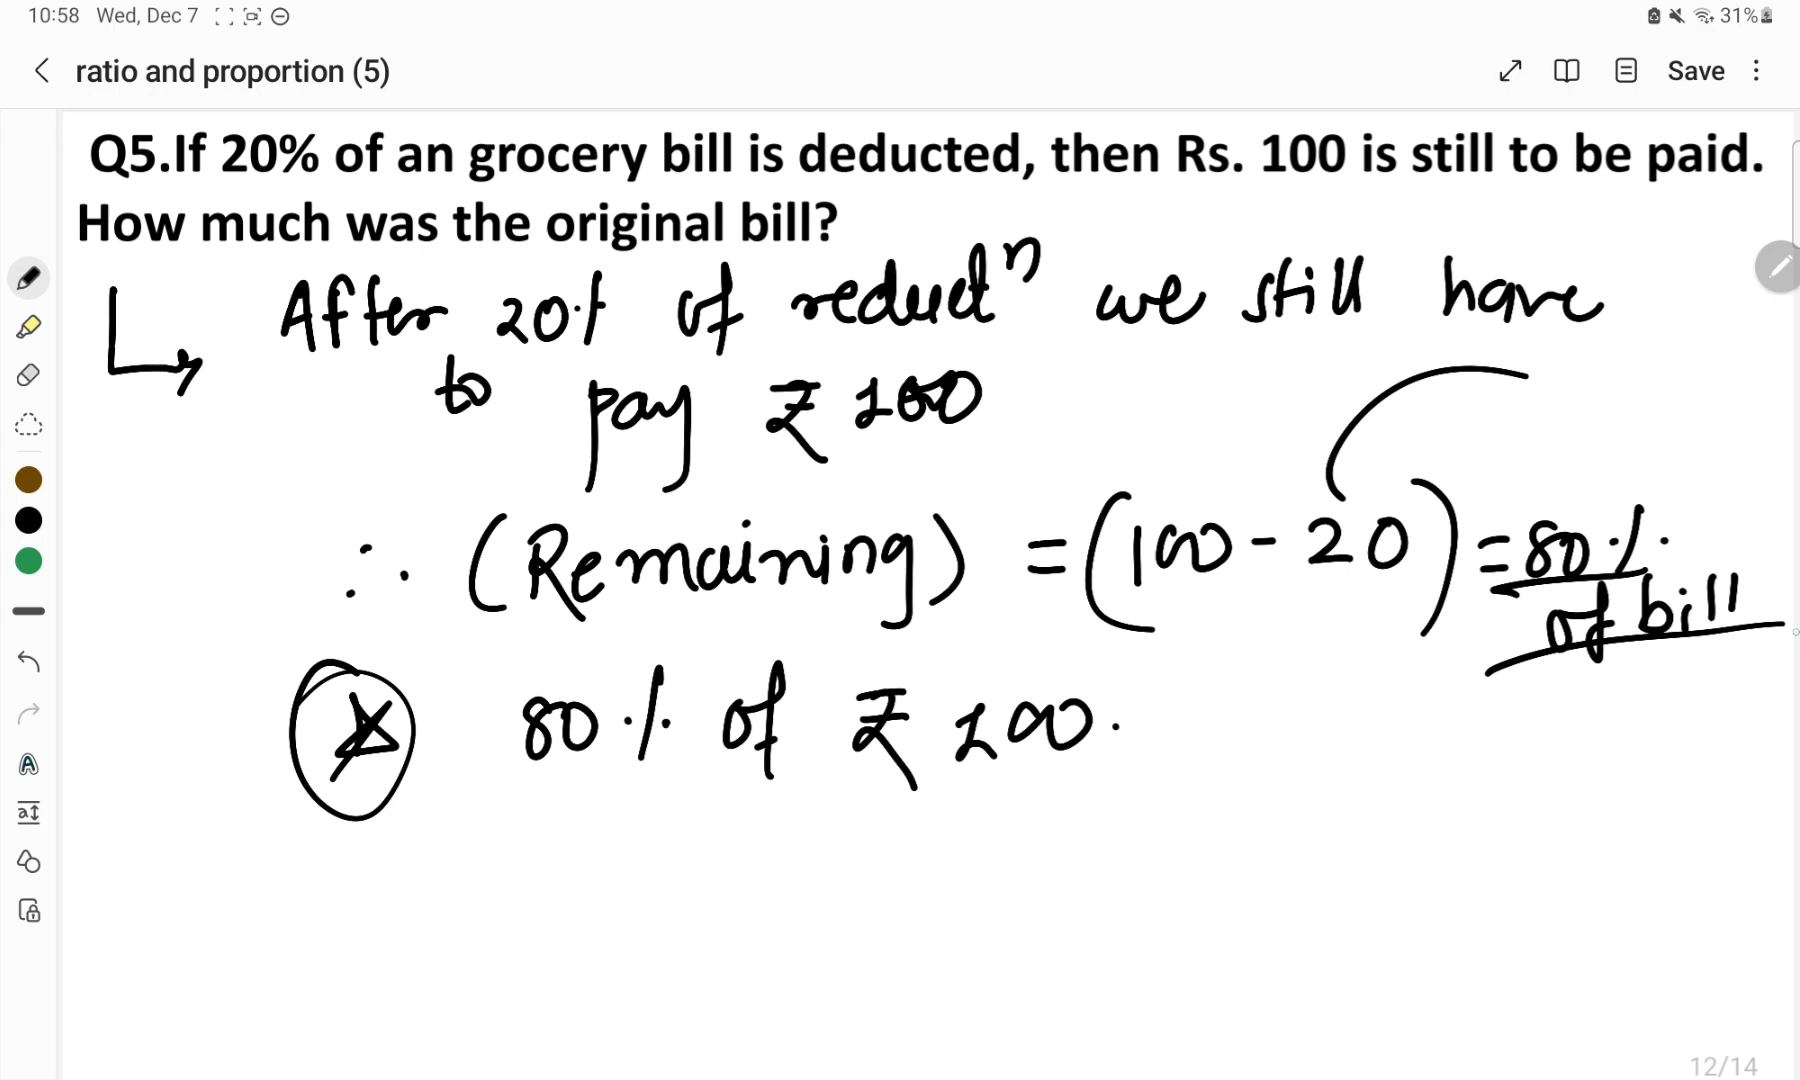 10:58 Wed, Dec 7 31%
ratio and proportion (5) Save
Q5.If 20% of an grocery bill is deducted, then Rs. 100 is still to be paid.
How much was the original bill?
After 20% of reductⁿ we still have
to pay ₹ 100
∴ (Remaining) = (100 - 20) = 80%.
of bill
80% of ₹ 100.
12/14